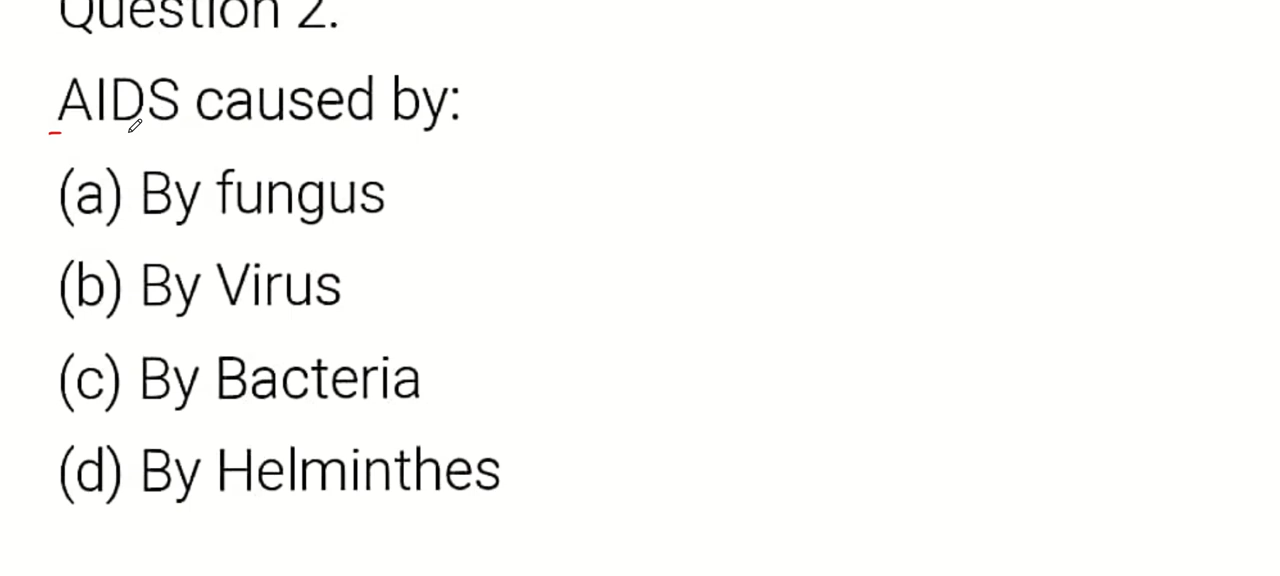 Question 2.
AIDS caused by:
(a) By fungus
(b) By Virus
(c) By Bacteria
(d) By Helminthes